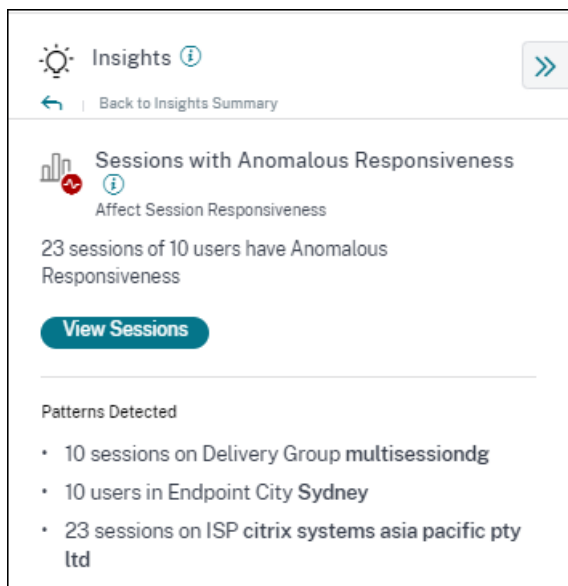 Insights
Back to Insights Summary
Sessions with Anomalous Responsiveness
Affect Session Responsiveness
23 sessions of 10 users have Anomalous
Responsiveness
View Sessions
Patterns Detected
• 10 sessions on Delivery Group multisessiondg
• 10 users in Endpoint City Sydney
• 23 sessions on ISP citrix systems asia pacific pty
ltd